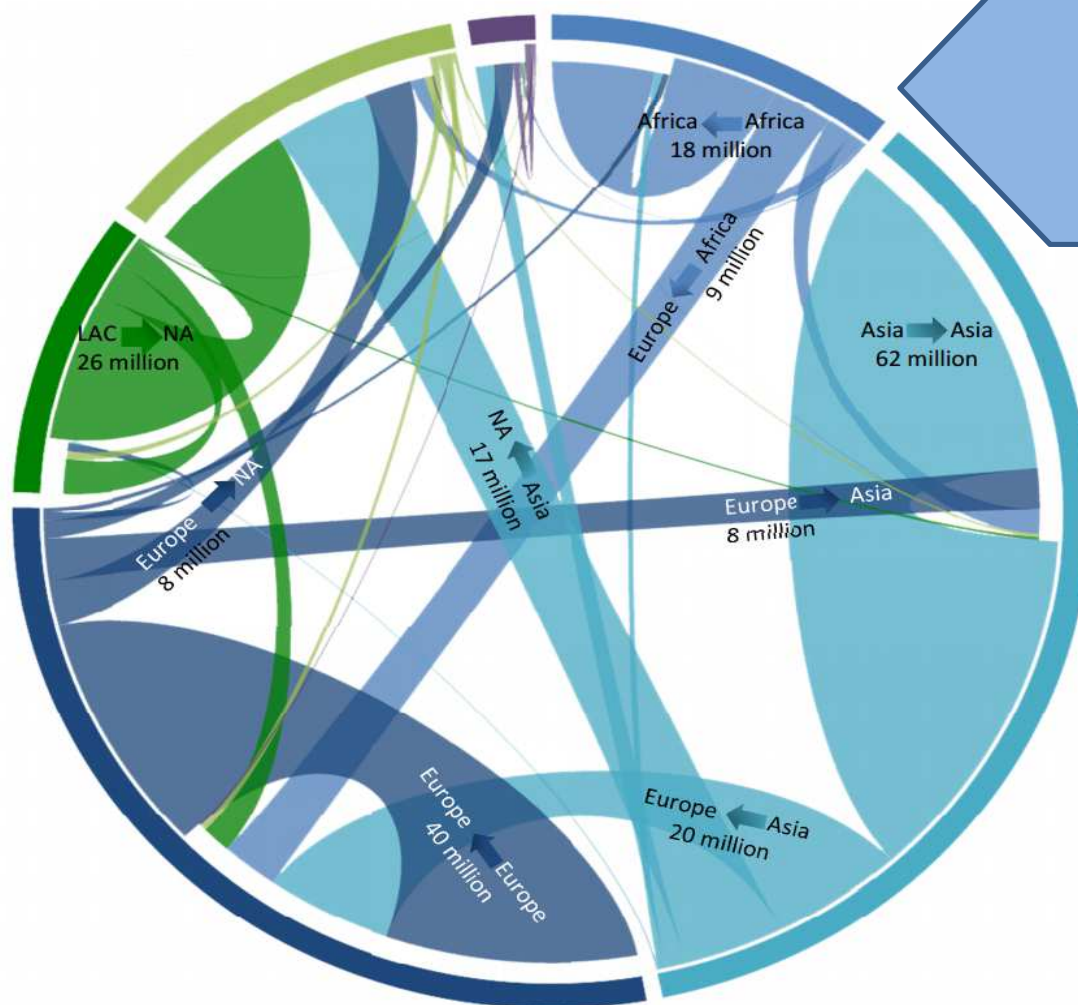 Africa Africa
18 million
Africa
Europe
9 million
Asia Asia
62 million
LAC NA
26 million
NA
Asia
17 million
Europe Asia
8 million
Europe NA
8 million
Europe Asia
20 million
Europe
Europe
40 million